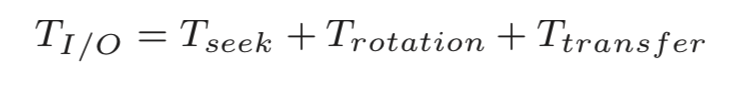 T_{I/O} = T_{seek} + T_{rotation} + T_{transfer}